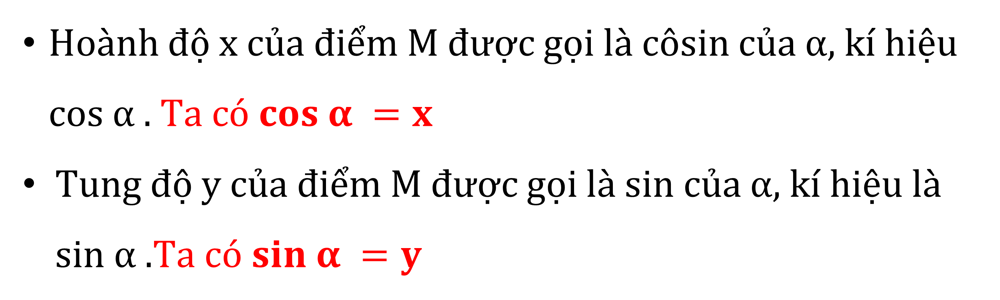 • Hoành độ x của điểm M được gọi là côsin của α, kí hiệu
cos α . Ta có cos α = x
• Tung độ y của điểm M được gọi là sin của α, kí hiệu là
sin α .Ta có sin α = y